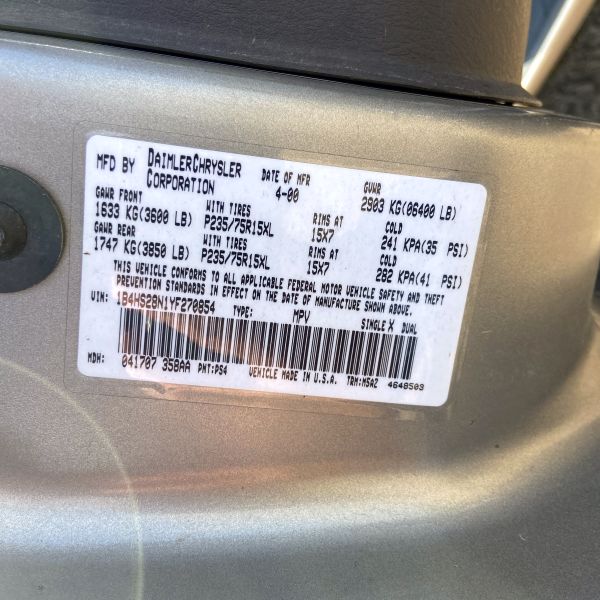 MFD BY DAIMLERCHRYSLER CORPORATION DATE OF MFR 4-00 GVWR 2903 KG(06400 LB)
GAWR FRONT WITH TIRES RIMS AT COLD
1633 KG(3600 LB) P235/75R15XL 15X7 241 KPA(35 PSI)
GAWR REAR WITH TIRES RIMS AT COLD
1747 KG(3850 LB) P235/75R15XL 15X7 282 KPA(41 PSI)
THIS VEHICLE CONFORMS TO ALL APPLICABLE FEDERAL MOTOR VEHICLE SAFETY AND THEFT
PREVENTION STANDARDS IN EFFECT ON THE DATE OF MANUFACTURE SHOWN ABOVE.
VIN: 1B4HS28N1YF270854 TYPE: MPV SINGLE X DUAL
MDH: 041707 358AA PNT:PS4 VEHICLE MADE IN U.S.A. TRM:M5A2 4648503